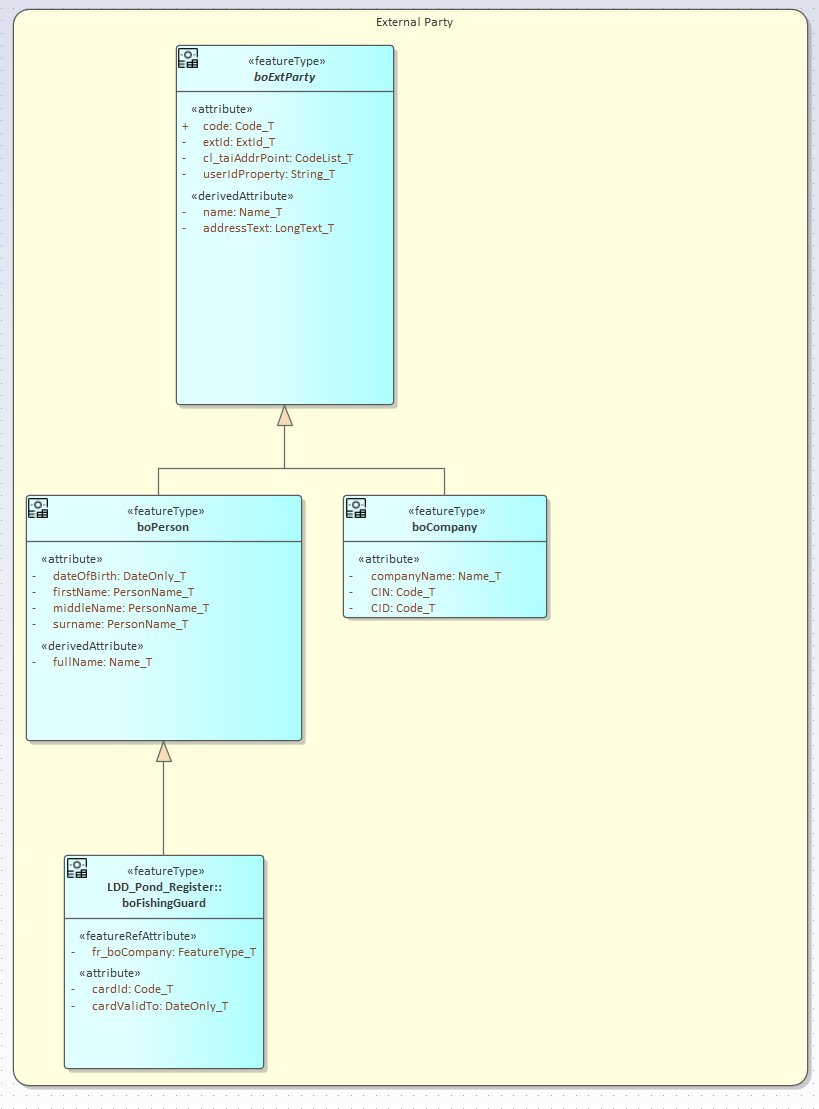 External Party
«featureType»
boExtParty
«attribute»
+ code: Code_T
- extId: ExtId_T
- cl_taiAddrPoint: CodeList_T
- userIdProperty: String_T
«derivedAttribute»
- name: Name_T
- addressText: LongText_T
«featureType»
boPerson
«attribute»
- dateOfBirth: DateOnly_T
- firstName: PersonName_T
- middleName: PersonName_T
- surname: PersonName_T
«derivedAttribute»
- fullName: Name_T
«featureType»
boCompany
«attribute»
- companyName: Name_T
- CIN: Code_T
- CID: Code_T
«featureType»
LDD_Pond_Register::
boFishingGuard
«featureRefAttribute»
- fr_boCompany: FeatureType_T
«attribute»
- cardId: Code_T
- cardValidTo: DateOnly_T